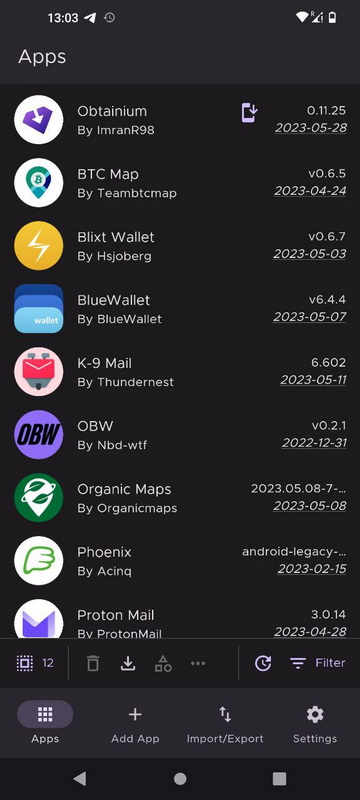 13:03
R
Apps
Obtainium
0.11.25
By ImranR98
2023-05-28
BTC Map
v0.6.5
By Teambtcmap
2023-04-24
Blixt Wallet
v0.6.7
By Hsjoberg
2023-05-03
wallet
BlueWallet
v6.4.4
By BlueWallet
2023-05-07
K-9 Mail
6.602
By Thundernest
2023-05-11
OBW
OBW
v0.2.1
By Nbd-wtf
2022-12-31
Organic Maps
2023.05.08-7-...
By Organicmaps
2023-05-08
Phoenix
android-legacy-...
By Acinq
2023-02-15
Proton Mail
3.0.14
By ProtonMail
2023-04-28
12
Filter
Apps
Add App
Import/Export
Settings